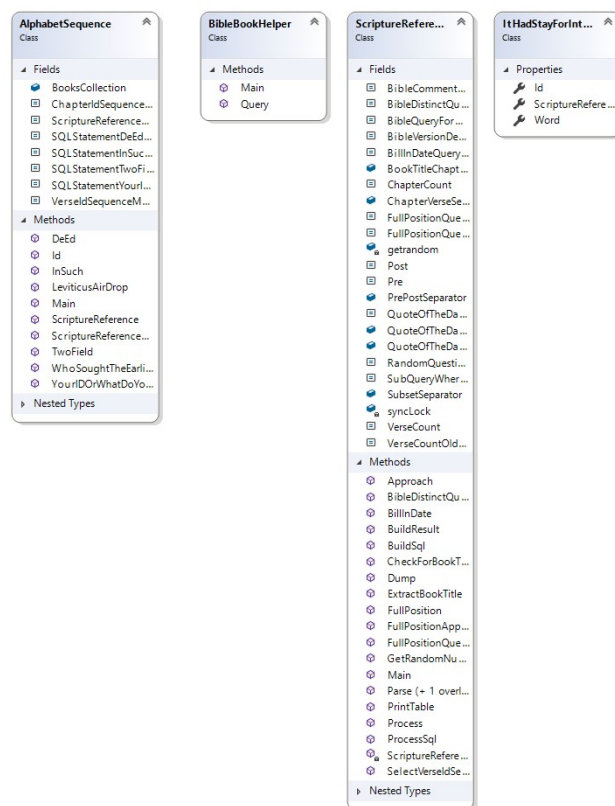 AlphabetSequence
Class
Fields
BooksCollection
ChapterIdSequence...
ScriptureReference...
SQLStatementDeEd...
SQLStatementInSuc...
SQLStatementTwoFi...
SQLStatementYourI...
VerseIdSequenceM...
Methods
DeEd
Id
InSuch
LeviticusAirDrop
Main
ScriptureReference
ScriptureReference...
TwoField
WhoSoughtTheEarli...
YourIDOrWhatDoYo...
Nested Types
BibleBookHelper
Class
Methods
Main
Query
ScriptureRefere...
Class
Fields
BibleComment...
BibleDistinctQu...
BibleQueryFor...
BibleVersionDe...
BillInDateQuery...
BookTitleChapt...
ChapterCount
ChapterVerseSe...
FullPositionQue...
FullPositionQue...
getrandom
Post
Pre
PrePostSeparator
QuoteOfTheDa...
QuoteOfTheDa...
QuoteOfTheDa...
RandomQuesti...
SubQueryWher...
SubsetSeparator
syncLock
VerseCount
VerseCountOld...
Methods
Approach
BibleDistinctQu...
BillInDate
BuildResult
BuildSql
CheckForBookT...
Dump
ExtractBookTitle
FullPosition
FullPositionApp...
FullPositionQue...
GetRandomNu...
Main
Parse (+ 1 overl...
PrintTable
Process
ProcessSql
ScriptureRefere...
SelectVerseIdSe...
Nested Types
ItHadStayForInt...
Class
Properties
Id
ScriptureRefere...
Word